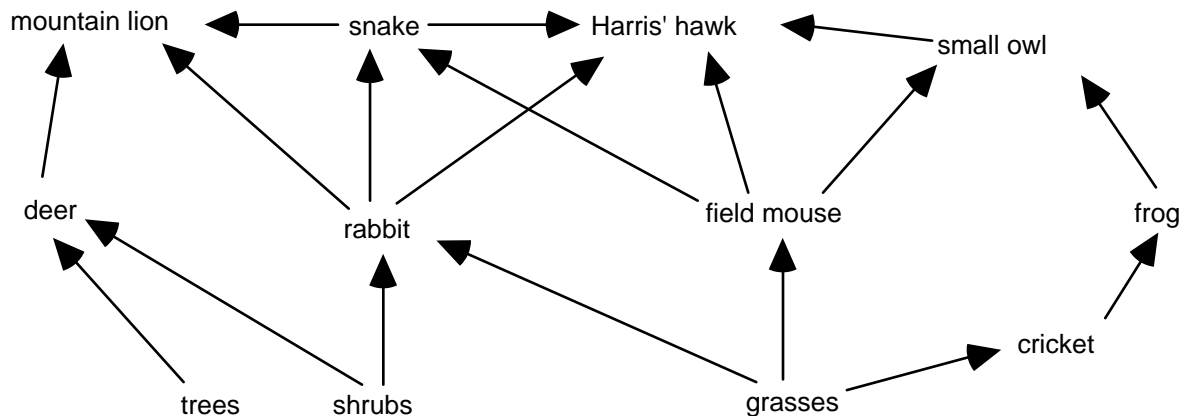 mountain lion
snake
Harris' hawk
small owl
deer
rabbit
field mouse
frog
cricket
trees
shrubs
grasses